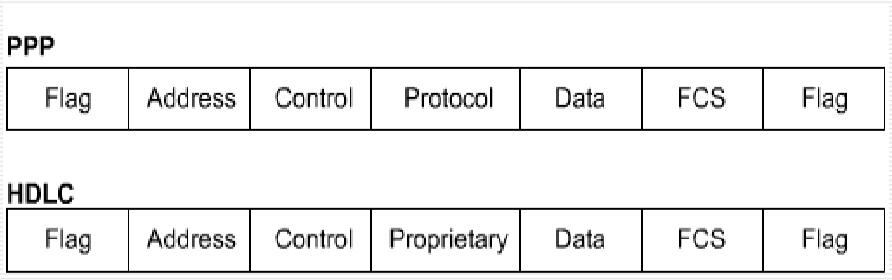 PPP
Flag Address Control Protocol Data FCS Flag
HDLC
Flag Address Control Proprietary Data FCS Flag